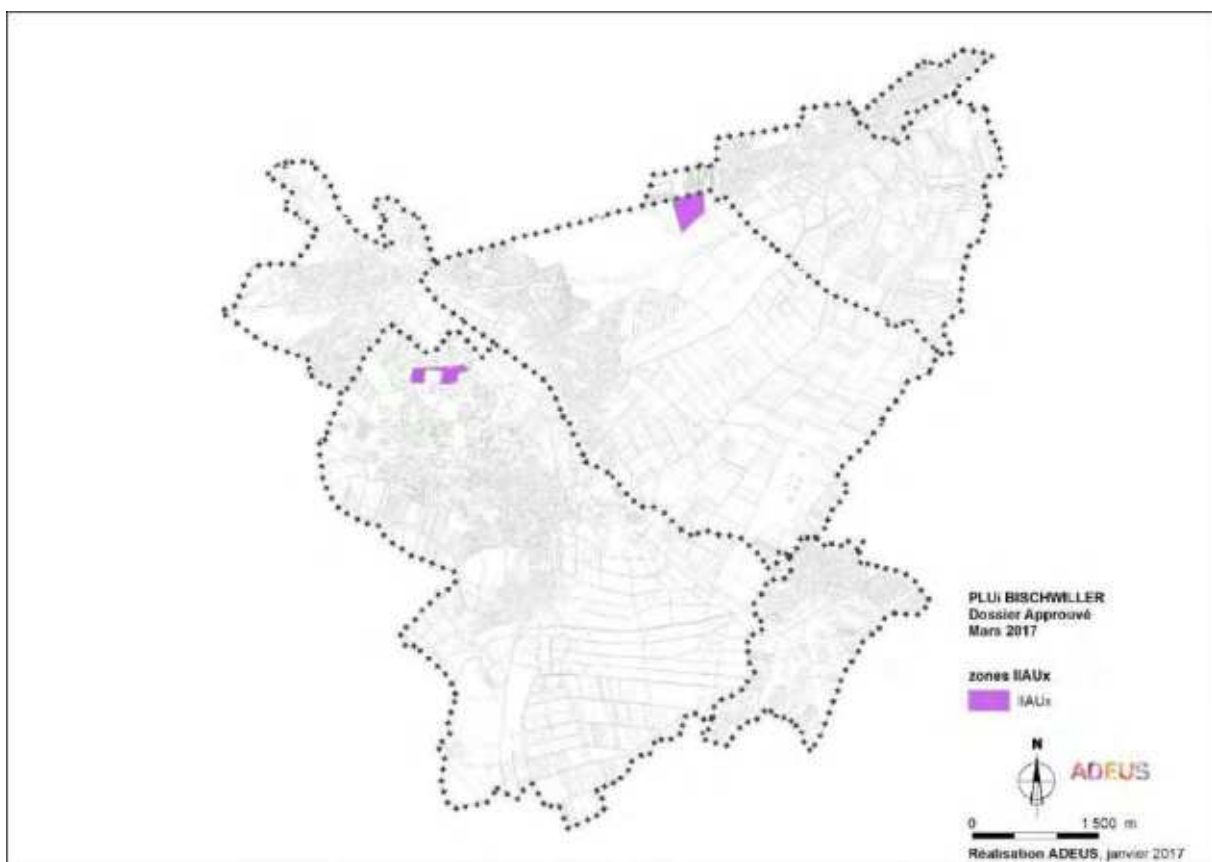 PLUi BISCHWILLER
Dossier Approuvé
Mars 2017
zones IIAUx
IIAUx
N
ADEUS
0 1 500 m
Réalisation ADEUS, janvier 2017